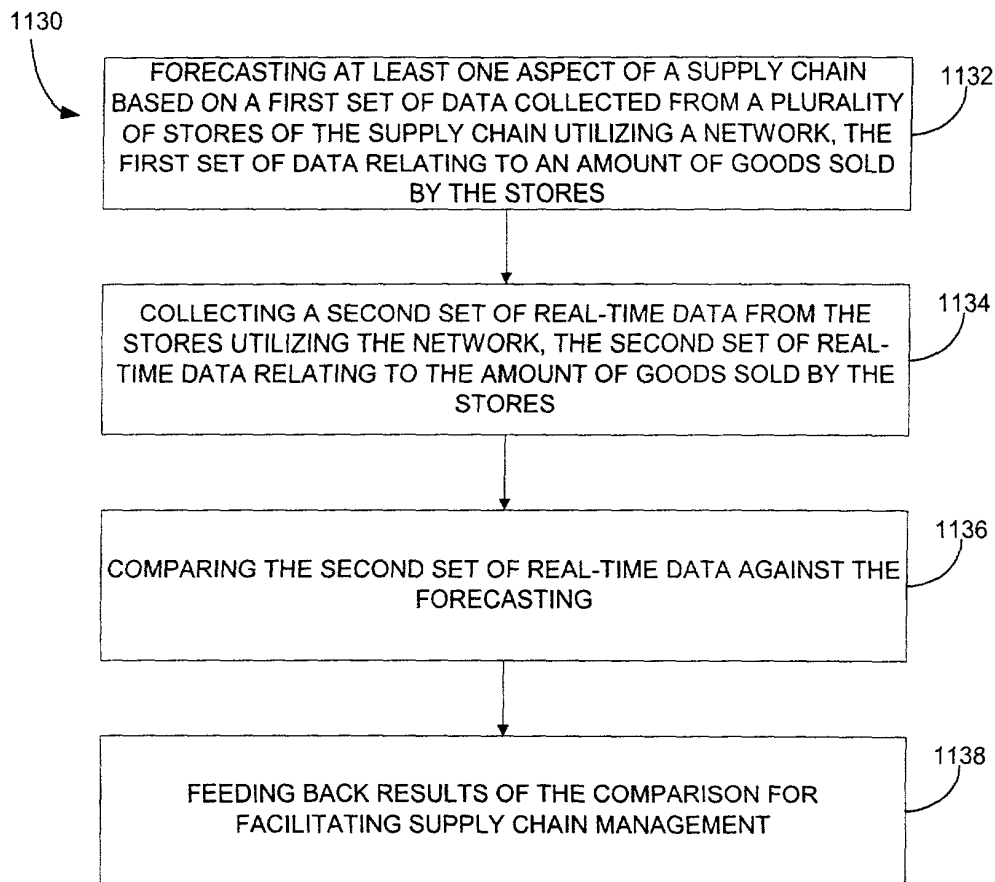 1130
FORECASTING AT LEAST ONE ASPECT OF A SUPPLY CHAIN
BASED ON A FIRST SET OF DATA COLLECTED FROM A PLURALITY
OF STORES OF THE SUPPLY CHAIN UTILIZING A NETWORK, THE
FIRST SET OF DATA RELATING TO AN AMOUNT OF GOODS SOLD
BY THE STORES
1132
COLLECTING A SECOND SET OF REAL-TIME DATA FROM THE
STORES UTILIZING THE NETWORK, THE SECOND SET OF REAL-
TIME DATA RELATING TO THE AMOUNT OF GOODS SOLD BY THE
STORES
1134
COMPARING THE SECOND SET OF REAL-TIME DATA AGAINST THE
FORECASTING
1136
FEEDING BACK RESULTS OF THE COMPARISON FOR
FACILITATING SUPPLY CHAIN MANAGEMENT
1138